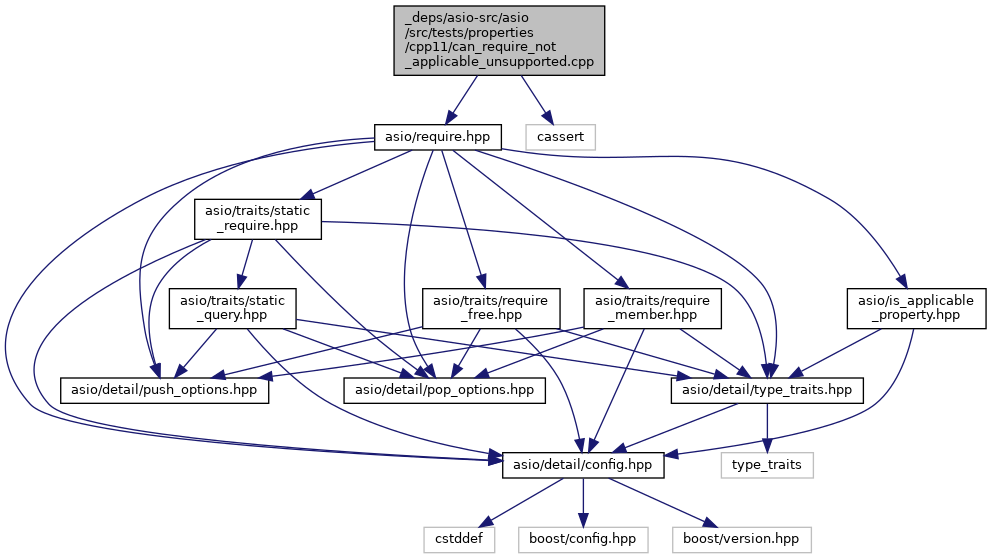 _deps/asio-src/asio
/src/tests/properties
/cpp11/can_require_not
_applicable_unsupported.cpp
asio/require.hpp
cassert
asio/traits/static
_require.hpp
asio/traits/static
_query.hpp
asio/traits/require
_free.hpp
asio/traits/require
_member.hpp
asio/is_applicable
_property.hpp
asio/detail/push_options.hpp
asio/detail/pop_options.hpp
asio/detail/type_traits.hpp
asio/detail/config.hpp
type_traits
cstddef
boost/config.hpp
boost/version.hpp